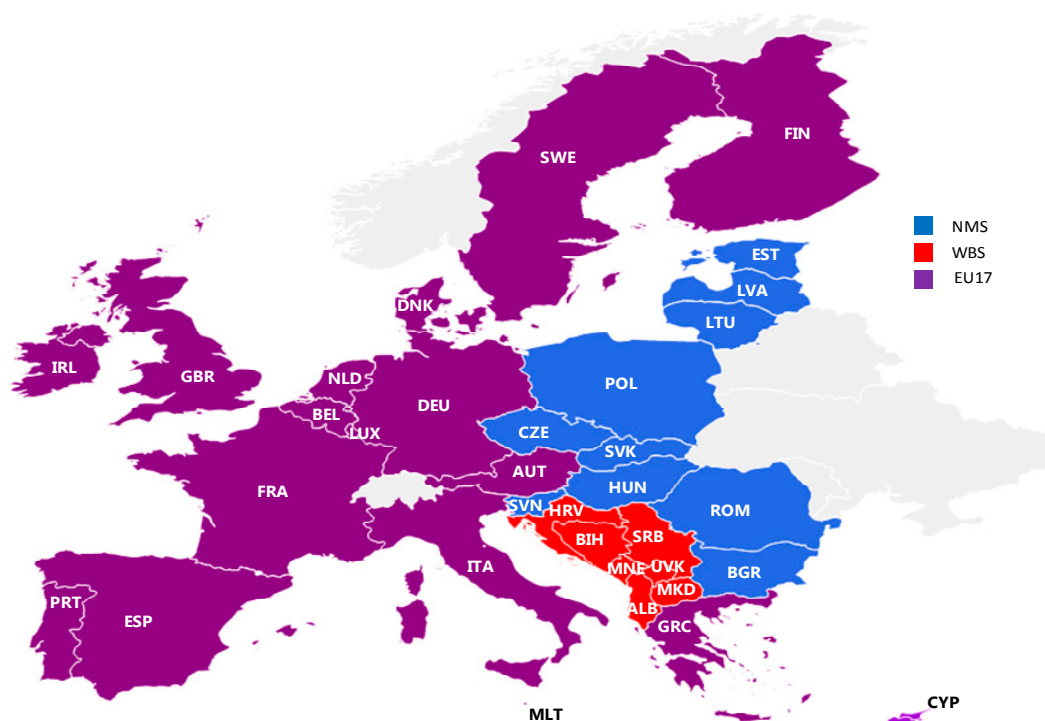 FIN
SWE
NMS
WBS
EU17
EST
LVA
LTU
DNK
IRL
GBR
NLD
DEU
POL
BEL
LUX
CZE
SVK
AUT
HUN
FRA
SVN
HRV
ROM
BIH
SRB
ITA
MNE
UVK
BGR
MKD
PRT
ALB
ESP
GRC
CYP
MLT